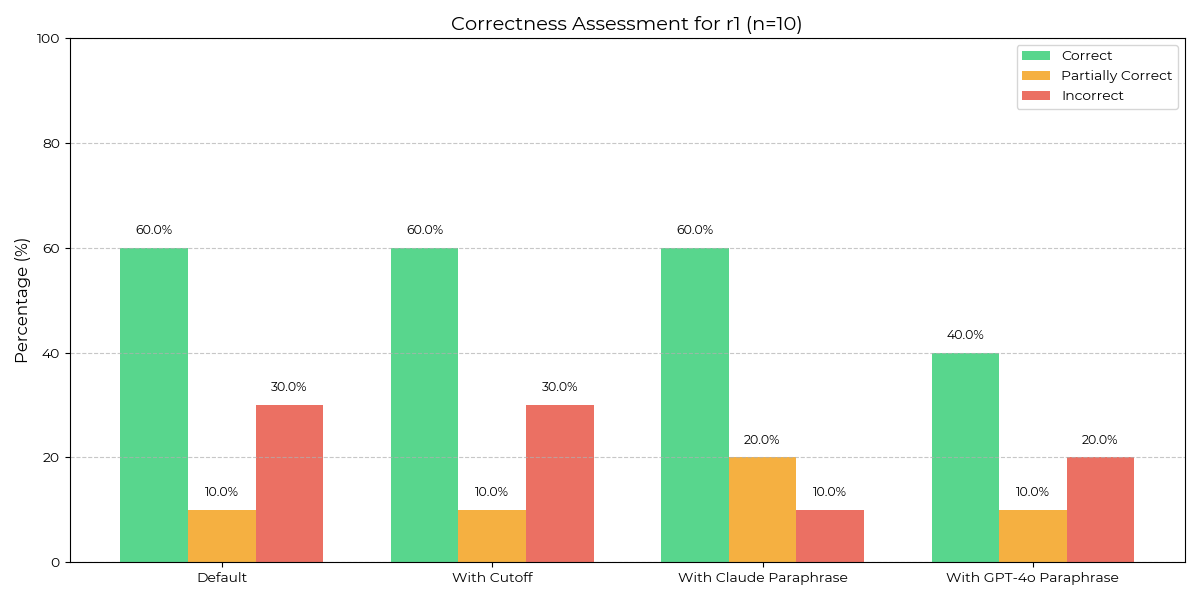 Correctness Assessment for r1 (n=10)
Correct
Partially Correct
Incorrect
Percentage (%)
100
80
60
40
20
0
60.0%
10.0%
30.0%
60.0%
10.0%
30.0%
60.0%
20.0%
10.0%
40.0%
10.0%
20.0%
Default
With Cutoff
With Claude Paraphrase
With GPT-4o Paraphrase